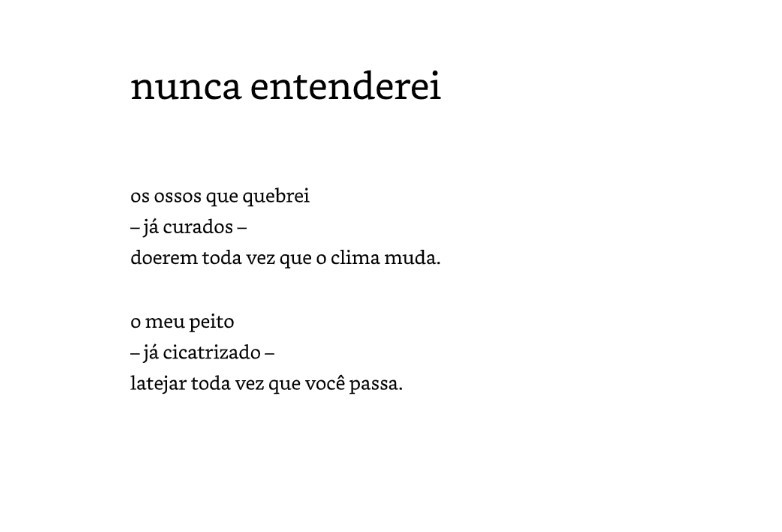 nunca entenderei
os ossos que quebrei
– já curados –
doerem toda vez que o clima muda.
o meu peito
– já cicatrizado –
latejar toda vez que você passa.